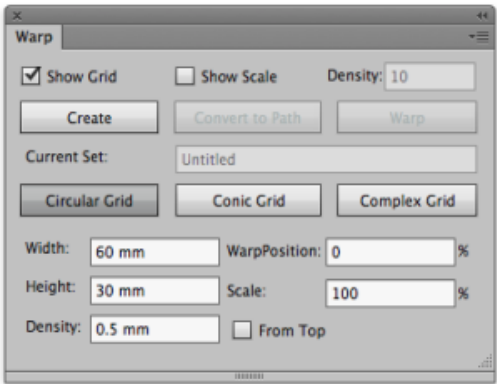 Warp
Show Grid Show Scale Density: 10
Create Convert to Path Warp
Current Set: Untitled
Circular Grid Conic Grid Complex Grid
Width: 60 mm WarpPosition: 0 %
Height: 30 mm Scale: 100 %
Density: 0.5 mm From Top